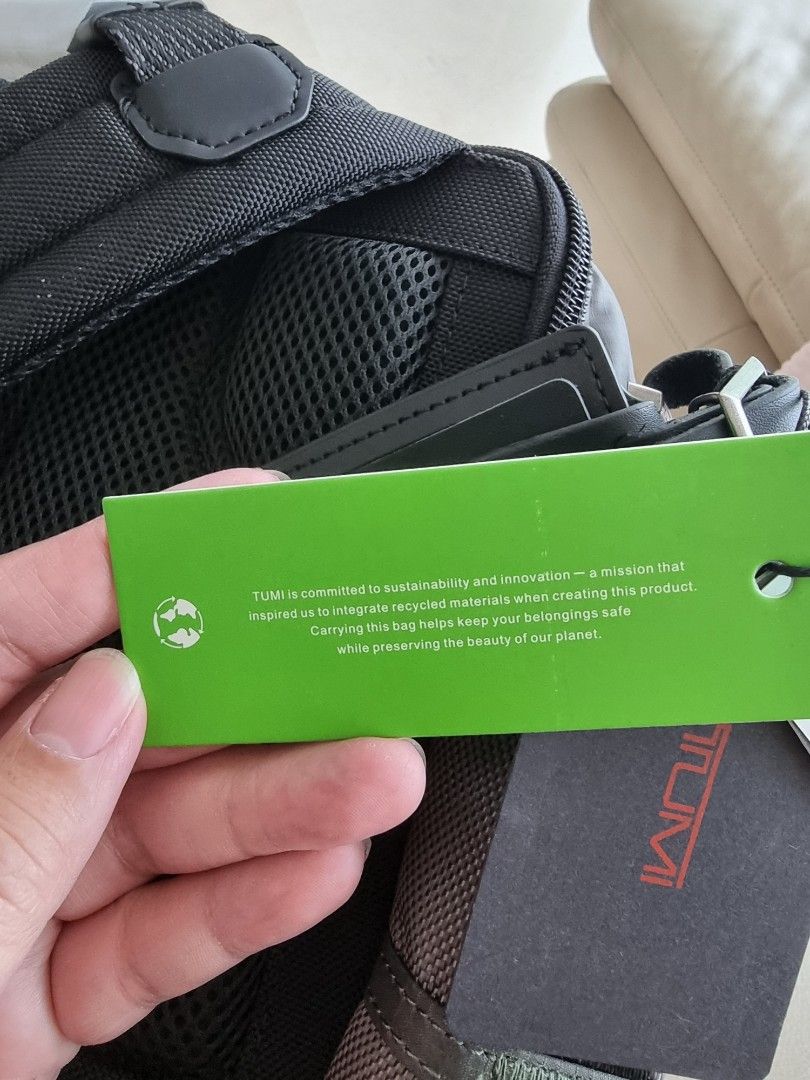 TUMI is committed to sustainability and innovation — a mission that
inspired us to integrate recycled materials when creating this product.
Carrying this bag helps keep your belongings safe
while preserving the beauty of our planet.
TUMI